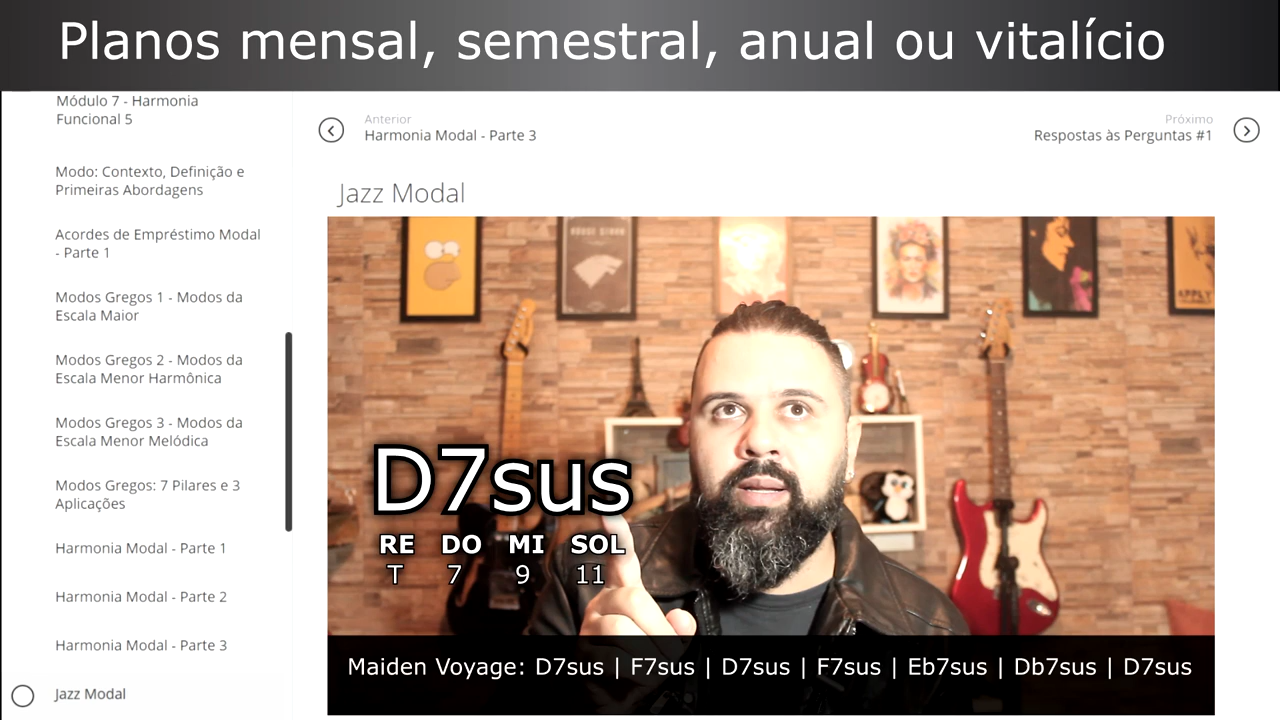 Planos mensal, semestral, anual ou vitalício
Módulo 7 - Harmonia
Funcional 5
Modo: Contexto, Definição e
Primeiras Abordagens
Acordes de Empréstimo Modal
- Parte 1
Modos Gregos 1 - Modos da
Escala Maior
Modos Gregos 2 - Modos da
Escala Menor Harmônica
Modos Gregos 3 - Modos da
Escala Menor Melódica
Modos Gregos: 7 Pilares e 3
Aplicações
Harmonia Modal - Parte 1
Harmonia Modal - Parte 2
Harmonia Modal - Parte 3
Jazz Modal
Anterior
Harmonia Modal - Parte 3
Próximo
Respostas às Perguntas #1
Jazz Modal
APPLY
D7sus
RE DO MI SOL
T 7 9 11
Maiden Voyage: D7sus | F7sus | D7sus | F7sus | Eb7sus | Db7sus | D7sus